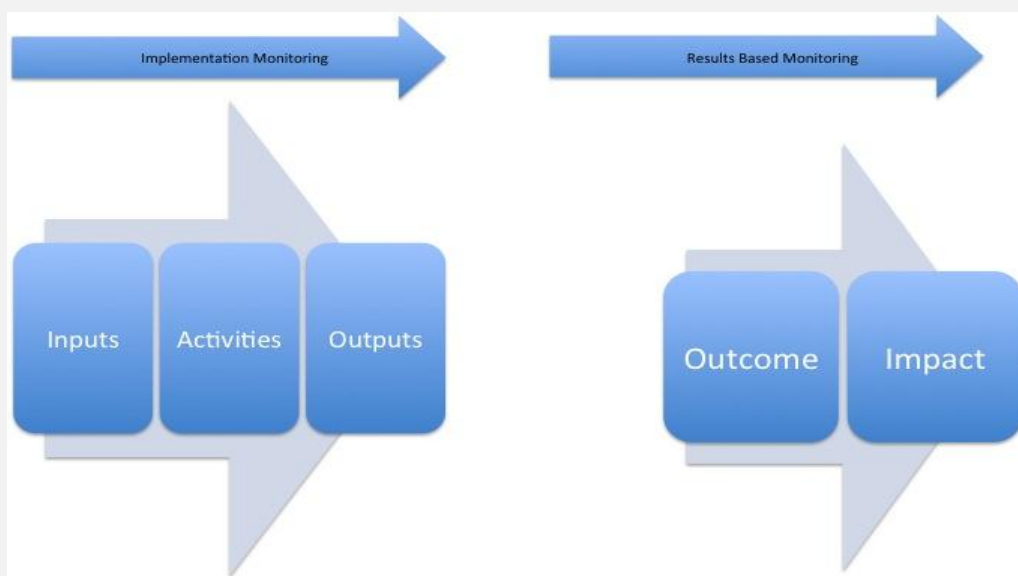 Implementation Monitoring
Results Based Monitoring
Inputs
Activities
Outputs
Outcome
Impact